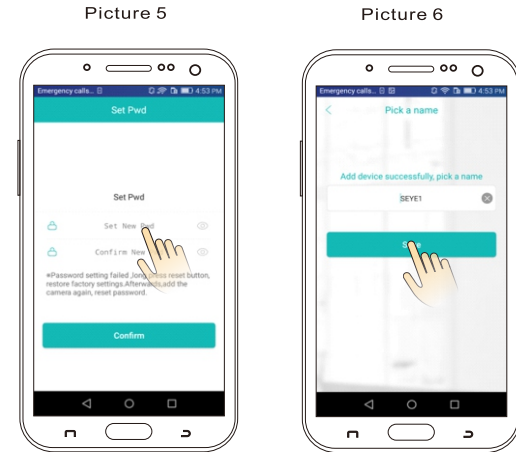 Picture 5
Emergency calls... 4:53 PM
Set Pwd
Set Pwd
Set New
Confirm New
*Password setting failed ,long press reset button,
restore factory settings.Afterwards,add the
camera again, reset password.
Confirm
Picture 6
Emergency calls... 4:53 PM
Pick a name
Add device successfully, pick a name
SEYE1